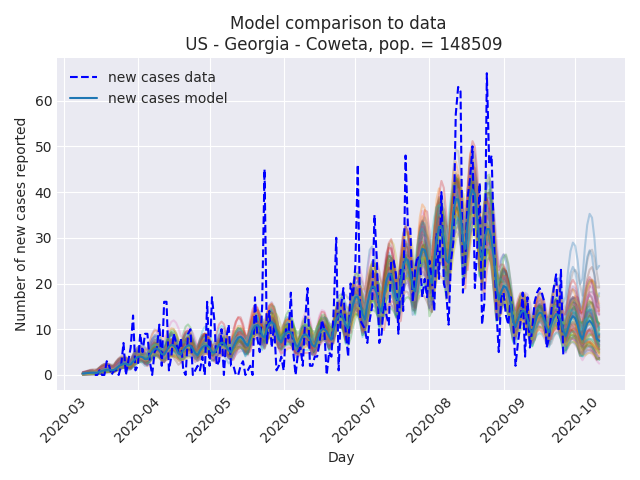 Model comparison to data
US - Georgia - Coweta, pop. = 148509
new cases data
new cases model
Number of new cases reported
60
50
40
30
20
10
0
2020-03
2020-04
2020-05
2020-06
2020-07
2020-08
2020-09
2020-10
Day